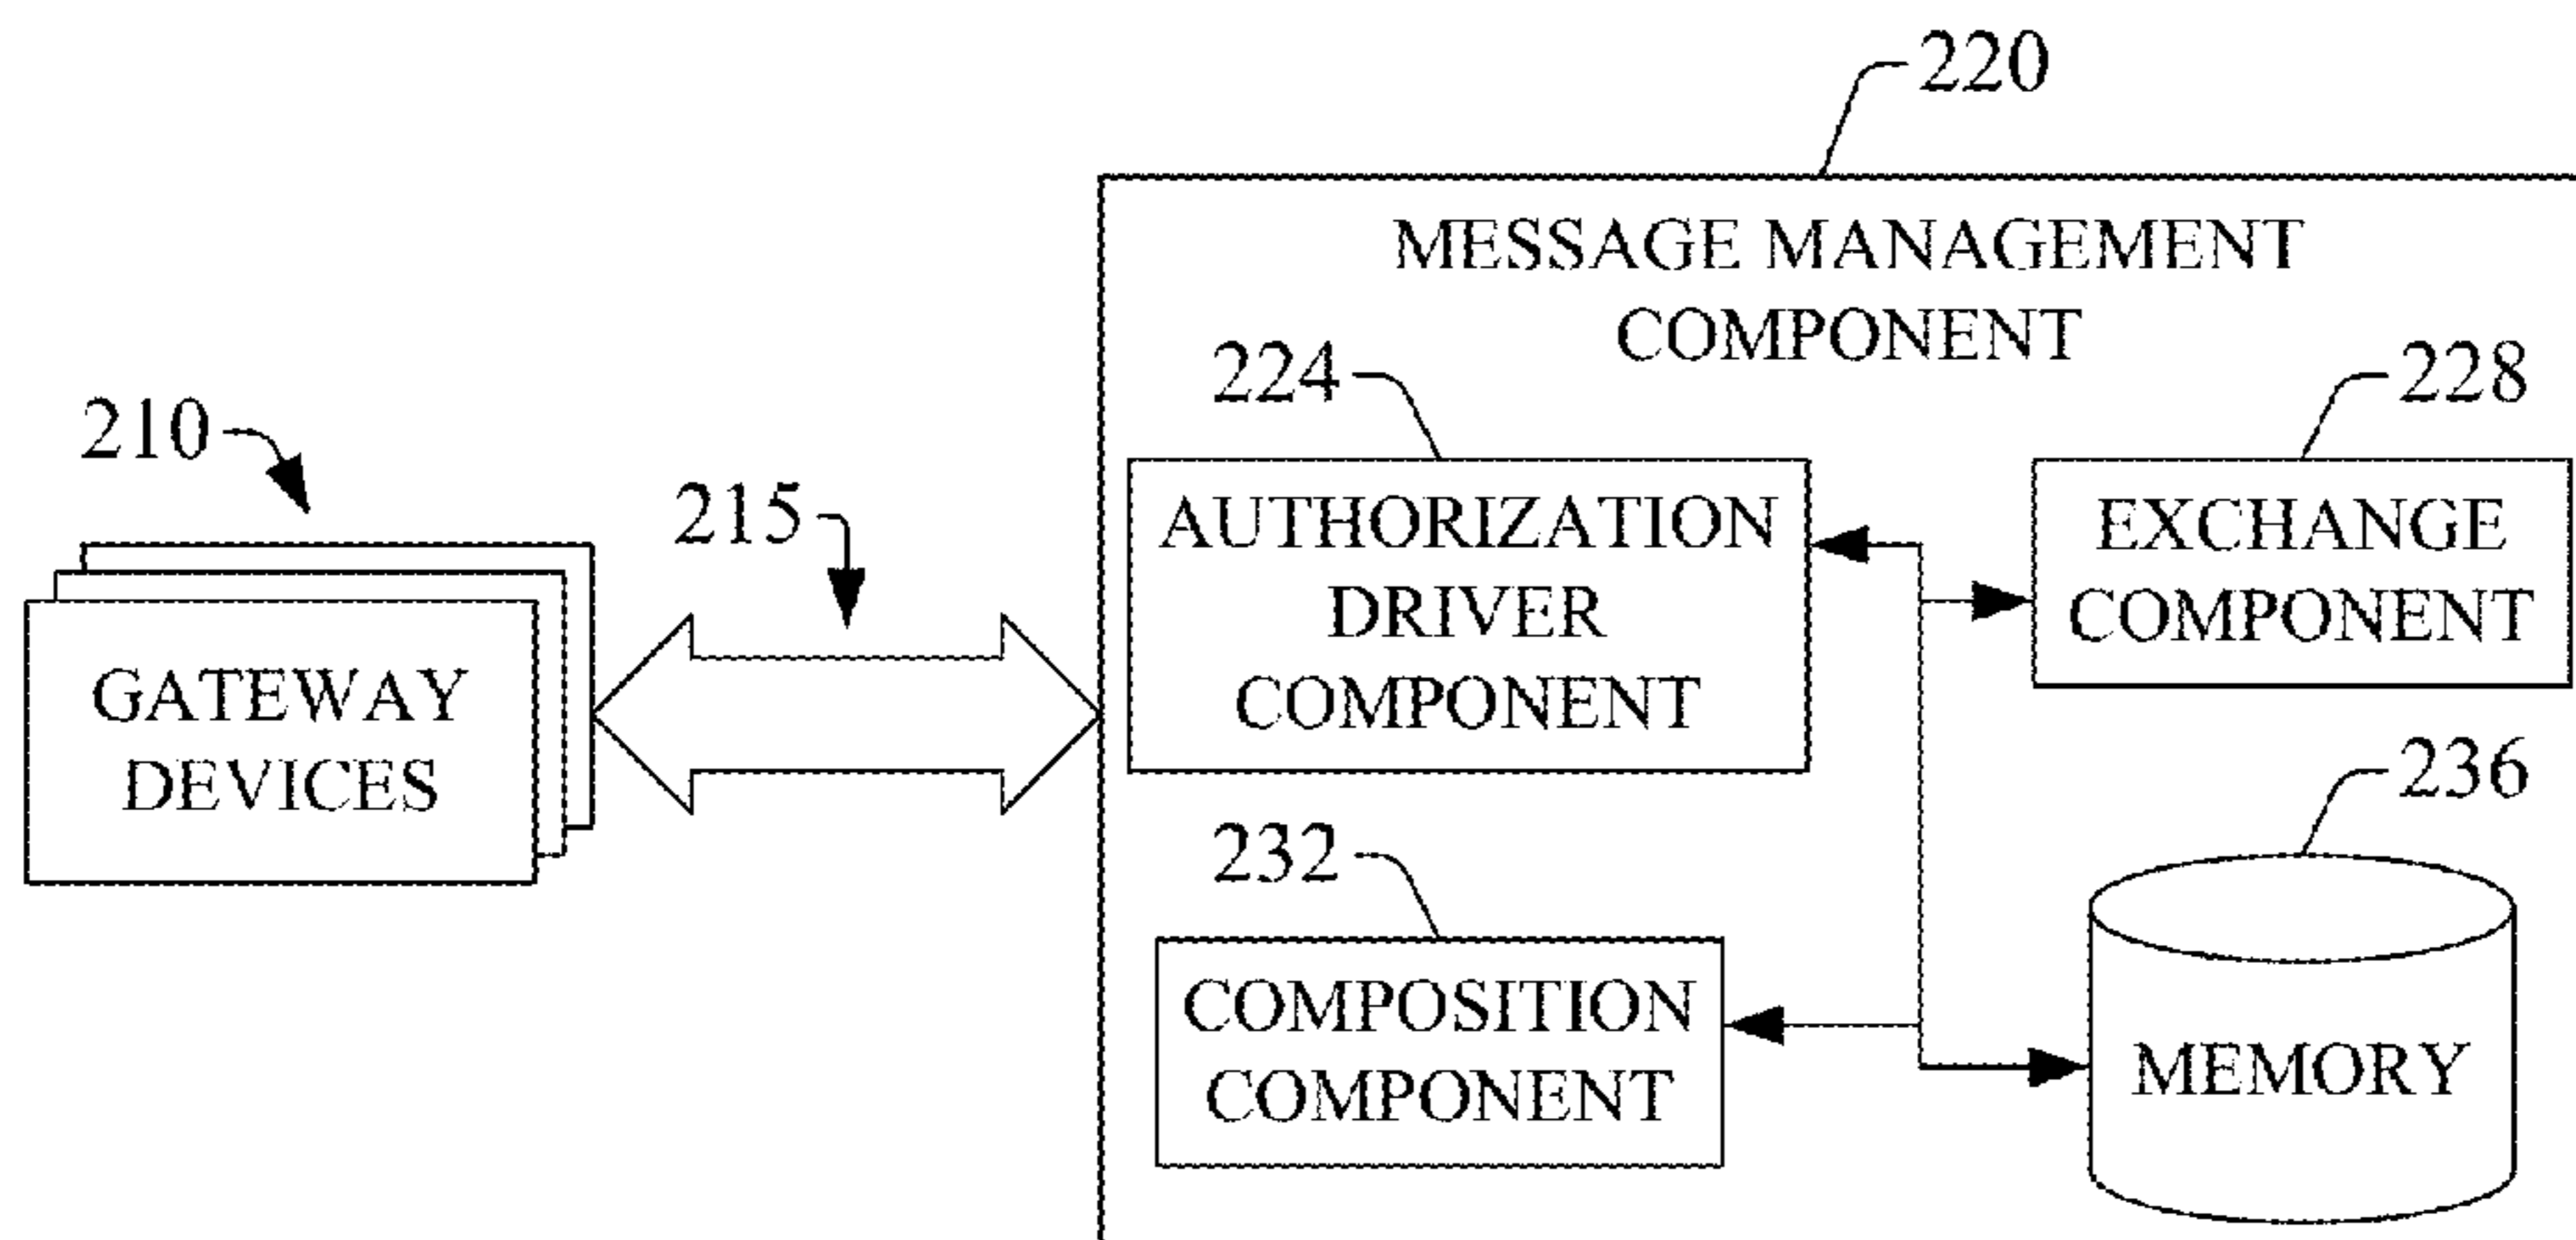 220
MESSAGE MANAGEMENT
COMPONENT
224
228
210
215
AUTHORIZATION
DRIVER
COMPONENT
EXCHANGE
COMPONENT
GATEWAY
DEVICES
232
236
COMPOSITION
COMPONENT
MEMORY